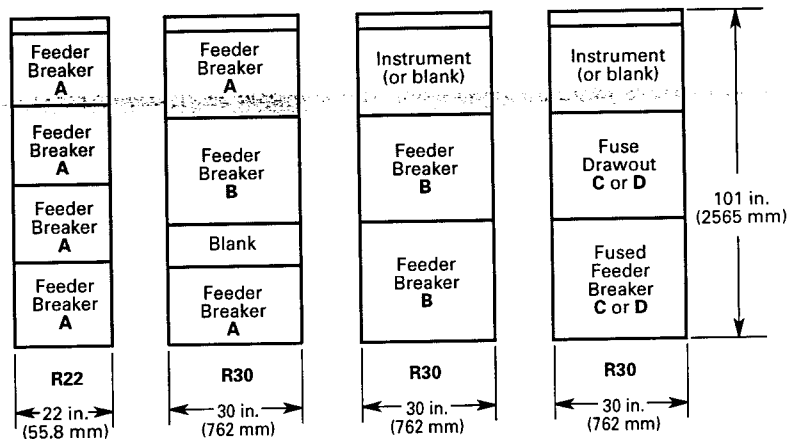 Feeder
Breaker
A
Feeder
Breaker
A
Feeder
Breaker
A
Feeder
Breaker
A
R22
22 in.
(55.8 mm)
Feeder
Breaker
A
Feeder
Breaker
B
Blank
Feeder
Breaker
A
R30
30 in.
(762 mm)
Instrument
(or blank)
Feeder
Breaker
B
Feeder
Breaker
B
R30
30 in.
(762 mm)
Instrument
(or blank)
Fuse
Drawout
C or D
Fused
Feeder
Breaker
C or D
R30
30 in.
(762 mm)
101 in.
(2565 mm)